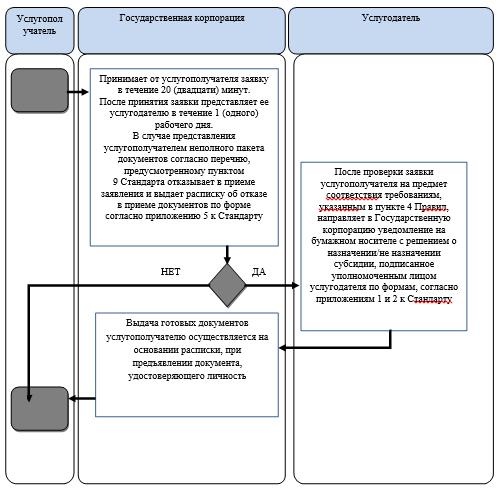 Услугопол
учатель
Государственная корпорация
Услугодатель
Принимает от услугополучателя заявку
в течение 20 (двадцати) минут.
После принятия заявки представляет ее
услугодателю в течение 1 (одного)
рабочего дня.
В случае представления
услугополучателем неполного пакета
документов согласно перечню,
предусмотренному пунктом
9 Стандарта отказывает в приеме
заявления и выдает расписку об отказе
в приеме документов по форме
согласно приложению 5 к Стандарту
После проверки заявки
услугополучателя на предмет
соответствия требованиям,
указанным в пункте 4 Правил,
направляет в Государственную
корпорацию уведомление на
бумажном носителе с решением о
назначении/не назначении
субсидии, подписанное
уполномоченным лицом
услугодателя по формам, согласно
приложениям 1 и 2 к Стандарту
НЕТ
ДА
Выдача готовых документов
услугополучателю осуществляется на
основании расписки, при
предъявлении документа,
удостоверяющего личность